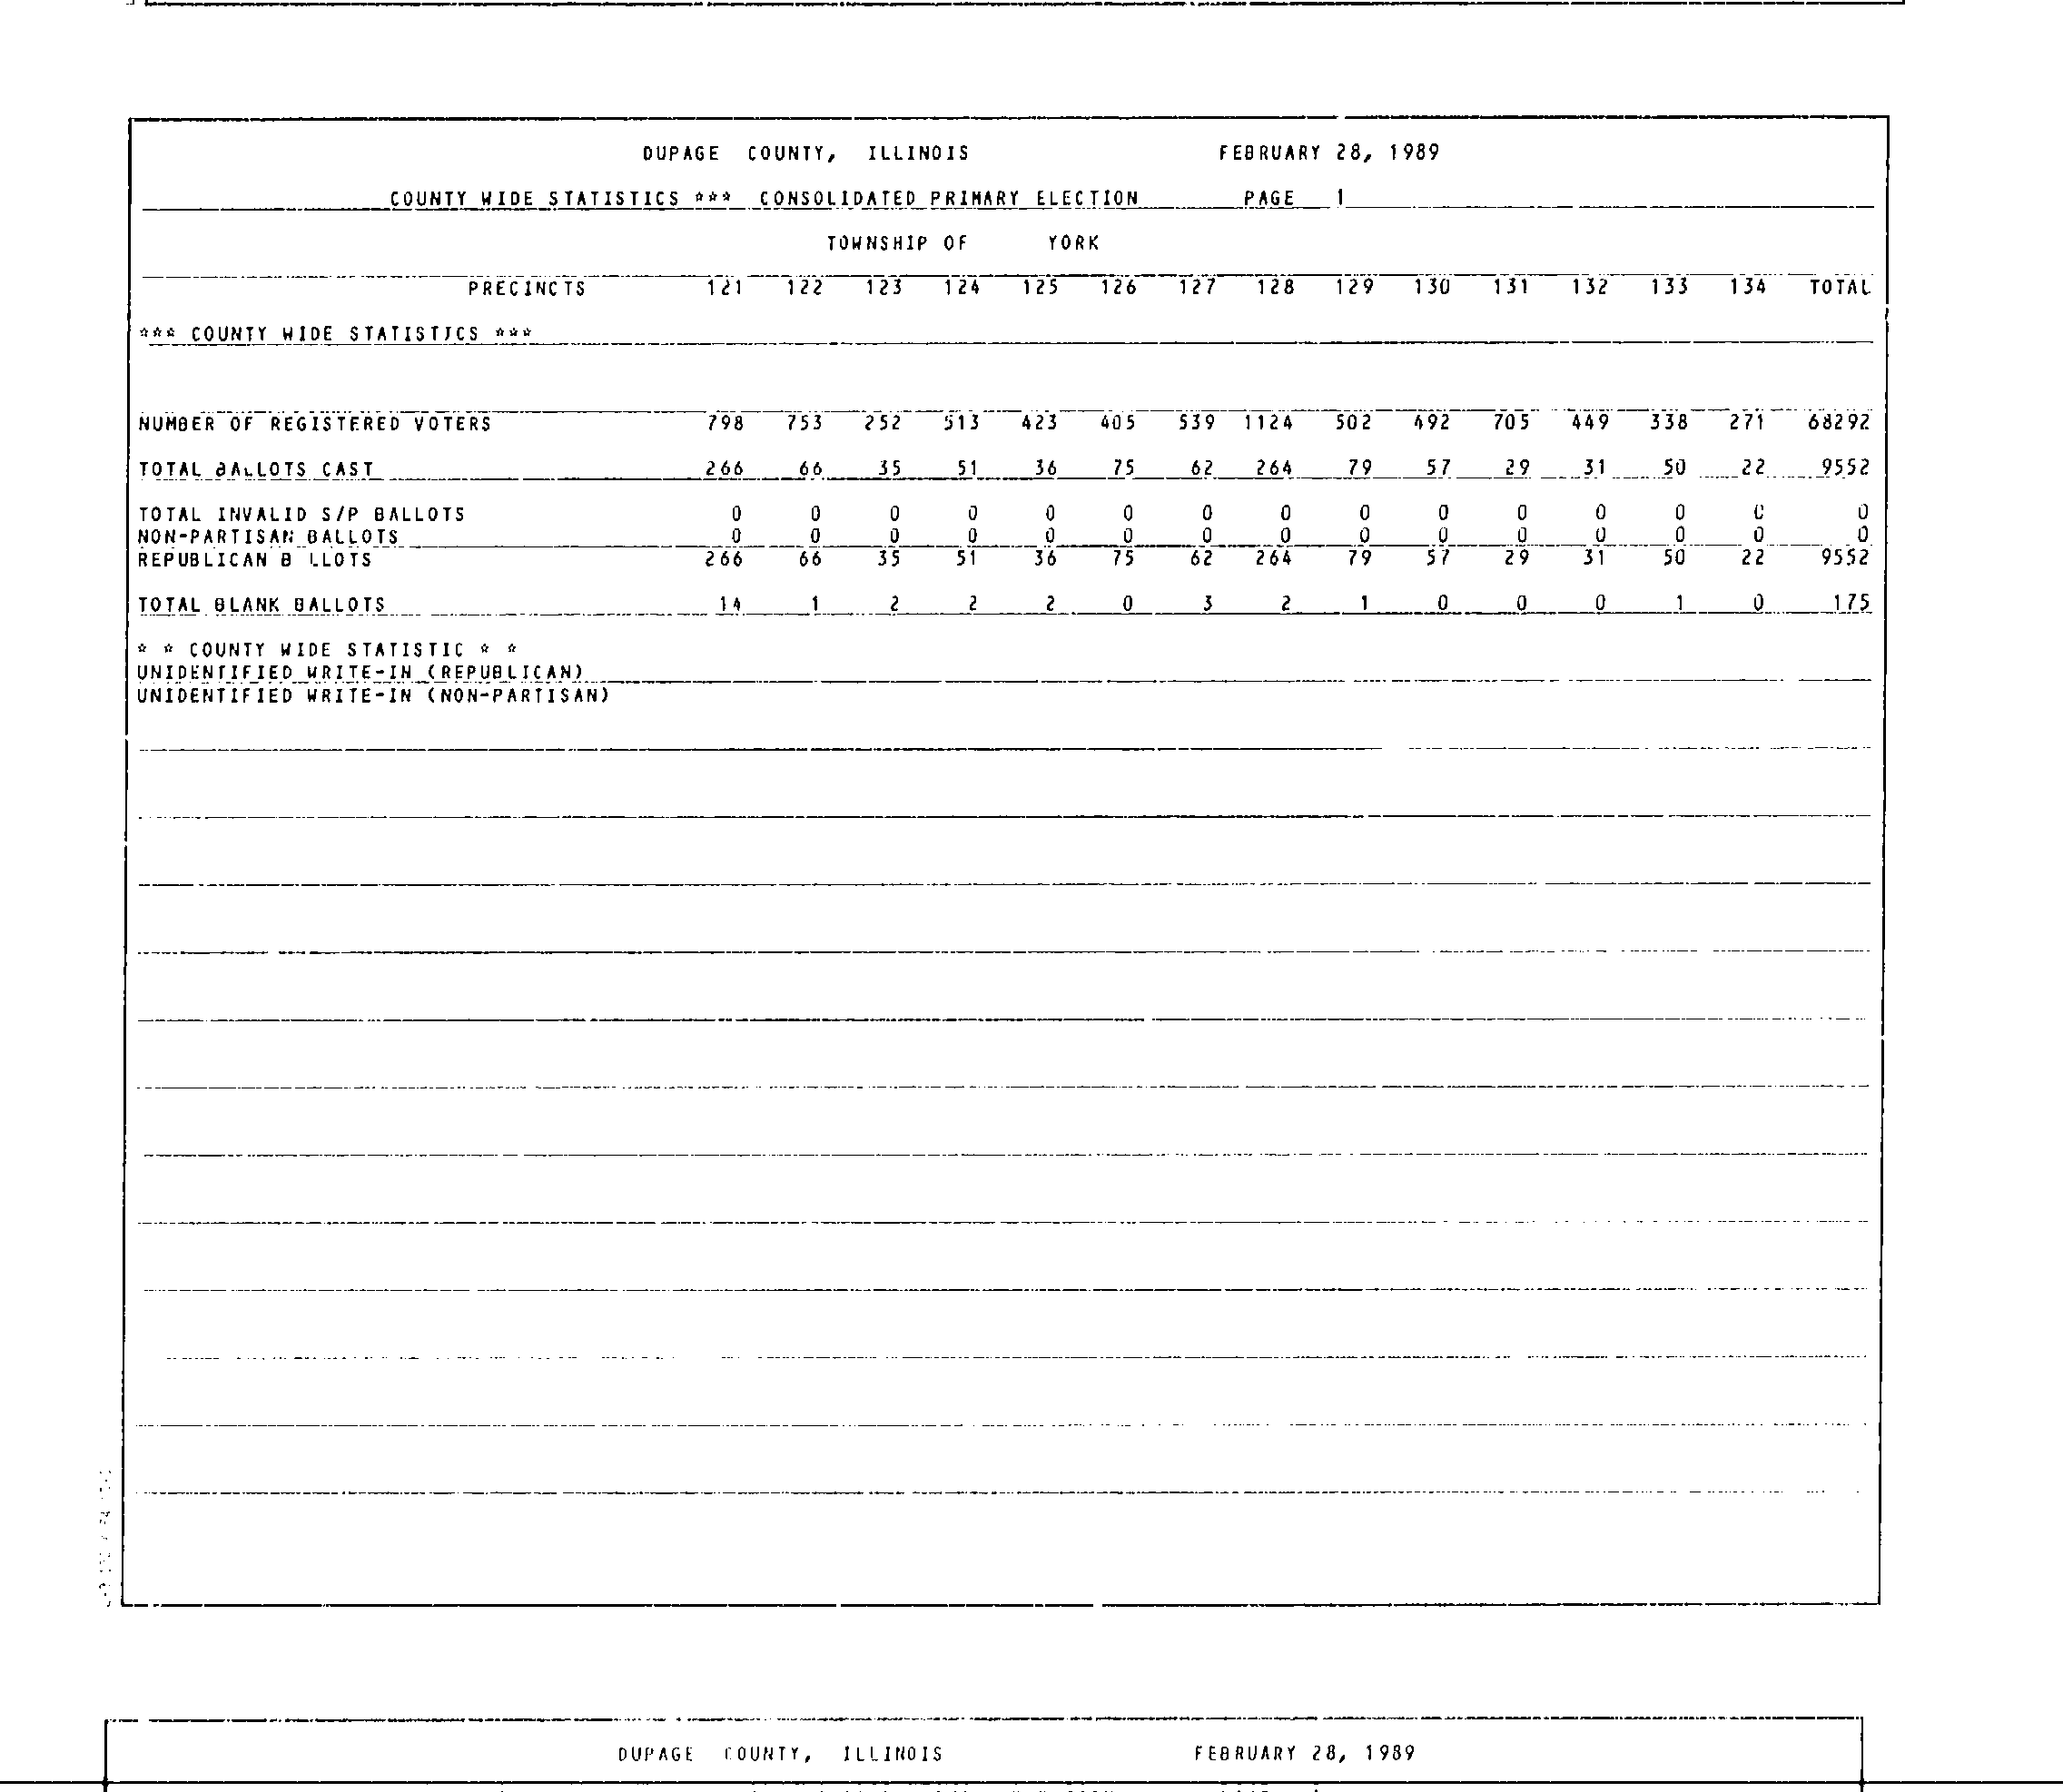 DUPAGE COUNTY, ILLINOIS FEBRUARY 28, 1989
COUNTY WIDE STATISTICS *** CONSOLIDATED PRIMARY ELECTION PAGE 1
TOWNSHIP OF YORK
PRECINCTS 121 122 123 124 125 126 127 128 129 130 131 132 133 134 TOTAL
*** COUNTY WIDE STATISTICS ***
NUMBER OF REGISTERED VOTERS 798 753 252 513 423 405 539 1124 502 492 705 449 338 271 68292
TOTAL BALLOTS CAST 266 66 35 51 36 75 62 264 79 57 29 31 50 22 9552
TOTAL INVALID S/P BALLOTS 0 0 0 0 0 0 0 0 0 0 0 0 0 0 0
NON-PARTISAN BALLOTS 0 0 0 0 0 0 0 0 0 0 0 0 0 0 0
REPUBLICAN B LLOTS 266 66 35 51 36 75 62 264 79 57 29 31 50 22 9552
TOTAL BLANK BALLOTS 14 1 2 2 2 0 3 2 1 0 0 0 1 0 175
* * COUNTY WIDE STATISTIC * *
UNIDENTIFIED WRITE-IN (REPUBLICAN)
UNIDENTIFIED WRITE-IN (NON-PARTISAN)
DUPAGE COUNTY, ILLINOIS FEBRUARY 28, 1989